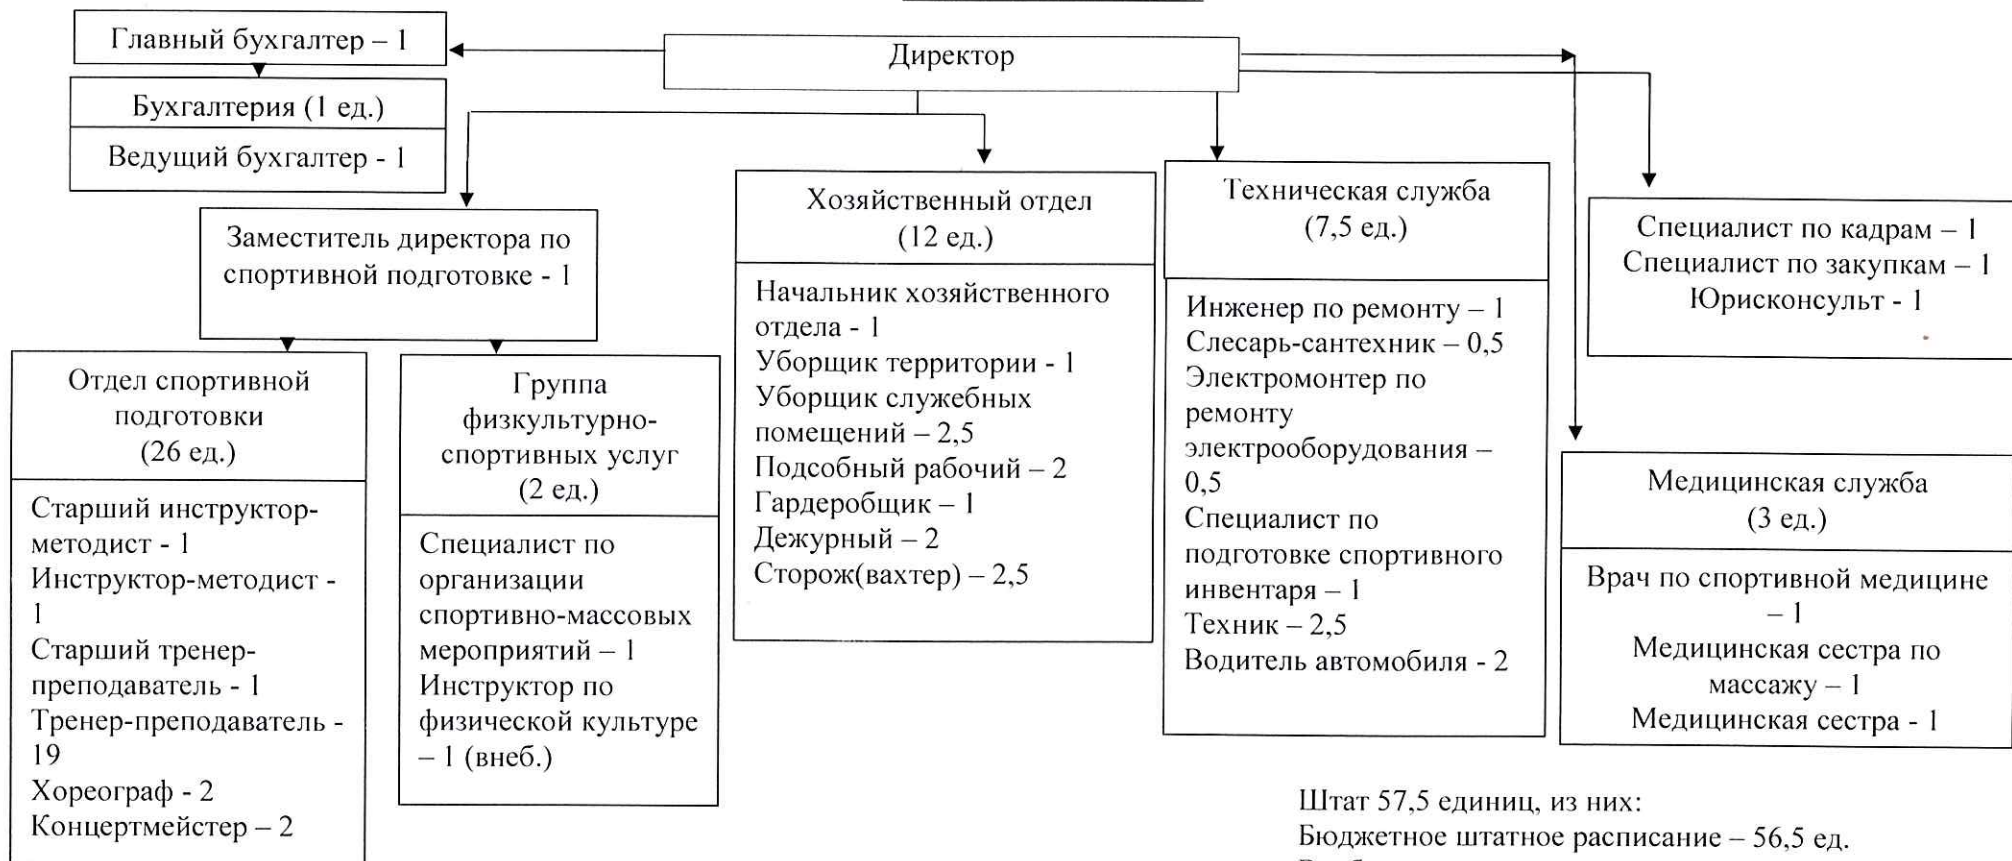 Главный бухгалтер – 1
Бухгалтерия (1 ед.)
Ведущий бухгалтер - 1
Директор
Заместитель директора по
спортивной подготовке - 1
Отдел спортивной
подготовки
(26 ед.)
Старший инструктор-
методист - 1
Инструктор-методист -
1
Старший тренер-
преподаватель - 1
Тренер-преподаватель -
19
Хореограф - 2
Концертмейстер – 2
Группа
физкультурно-
спортивных услуг
(2 ед.)
Специалист по
организации
спортивно-массовых
мероприятий – 1
Инструктор по
физической культуре
– 1 (внеб.)
Хозяйственный отдел
(12 ед.)
Начальник хозяйственного
отдела - 1
Уборщик территории - 1
Уборщик служебных
помещений – 2,5
Подсобный рабочий – 2
Гардеробщик – 1
Дежурный – 2
Сторож(вахтер) – 2,5
Техническая служба
(7,5 ед.)
Инженер по ремонту – 1
Слесарь-сантехник – 0,5
Электромонтер по
ремонту
электрооборудования –
0,5
Специалист по
подготовке спортивного
инвентаря – 1
Техник – 2,5
Водитель автомобиля - 2
Специалист по кадрам – 1
Специалист по закупкам – 1
Юрисконсульт - 1
Медицинская служба
(3 ед.)
Врач по спортивной медицине
– 1
Медицинская сестра по
массажу – 1
Медицинская сестра - 1
Штат 57,5 единиц, из них:
Бюджетное штатное расписание – 56,5 ед.